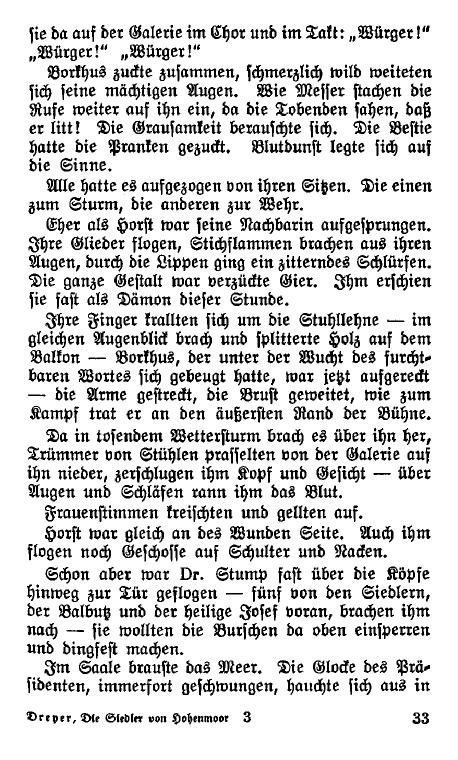 sie da auf der Galerie im Chor und im Takt: „Würger!“
„Würger!“ „Würger!“
Borkhus zuckte zusammen, schmerzlich wild weiteten
sich seine mächtigen Augen. Wie Messer stachen die
Rufe weiter auf ihn ein, da die Tobenden sahen, daß
er litt! Die Grausamkeit berauschte sich. Die Bestie
hatte die Pranken gezuckt. Blutdunst legte sich auf
die Sinne.
Alle hatte es aufgezogen von ihren Sitzen. Die einen
zum Sturm, die anderen zur Wehr.
Eher als Horst war seine Nachbarin aufgesprungen.
Ihre Glieder flogen, Stichflammen brachen aus ihren
Augen, durch die Lippen ging ein zitterndes Schlürfen.
Die ganze Gestalt war verzückte Gier. Ihm erschien
sie fast als Dämon dieser Stunde.
Ihre Finger krallten sich um die Stuhllehne — im
gleichen Augenblick brach und splitterte Holz auf dem
Balkon — Borkhus, der unter der Wucht des furcht-
baren Wortes sich gebeugt hatte, war jetzt aufgereckt
— die Arme gestreckt, die Brust geweitet, wie zum
Kampf trat er an den äußersten Rand der Bühne.
Da in tosendem Wettersturm brach es über ihn her,
Trümmer von Stühlen prasselten von der Galerie auf
ihn nieder, zerschlugen ihm Kopf und Gesicht — über
Augen und Schläfen rann ihm das Blut.
Frauenstimmen kreischten und gellten auf.
Horst war gleich an des Wunden Seite. Auch ihm
flogen noch Geschosse auf Schulter und Nacken.
Schon aber war Dr. Stump fast über die Köpfe
hinweg zur Tür geflogen — fünf von den Siedlern,
der Balbutz und der heilige Josef voran, brachen ihm
nach — sie wollten die Burschen da oben einsperren
und dingfest machen.
Im Saale brauste das Meer. Die Glocke des Prä-
sidenten, immerfort geschwungen, hauchte sich aus in
Dreyer, Die Siedler von Hohenmoor 3
33